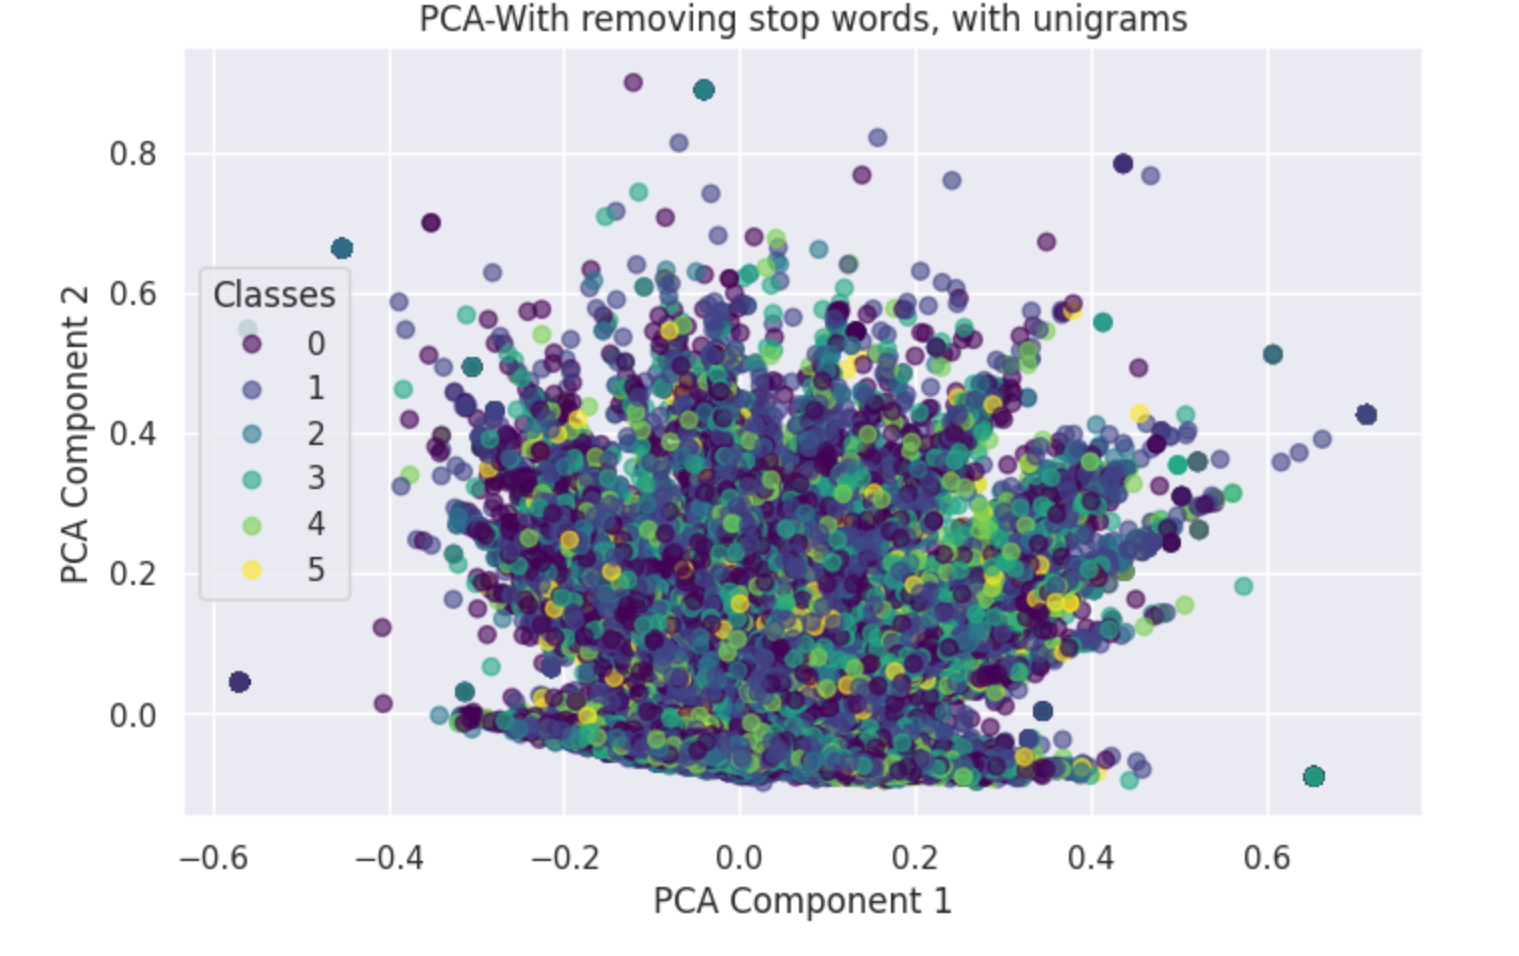 PCA-With removing stop words, with unigrams
PCA Component 2
0.8
0.6
0.4
0.2
0.0
Classes
0
1
2
3
4
5
−0.6 −0.4 −0.2 0.0 0.2 0.4 0.6
PCA Component 1